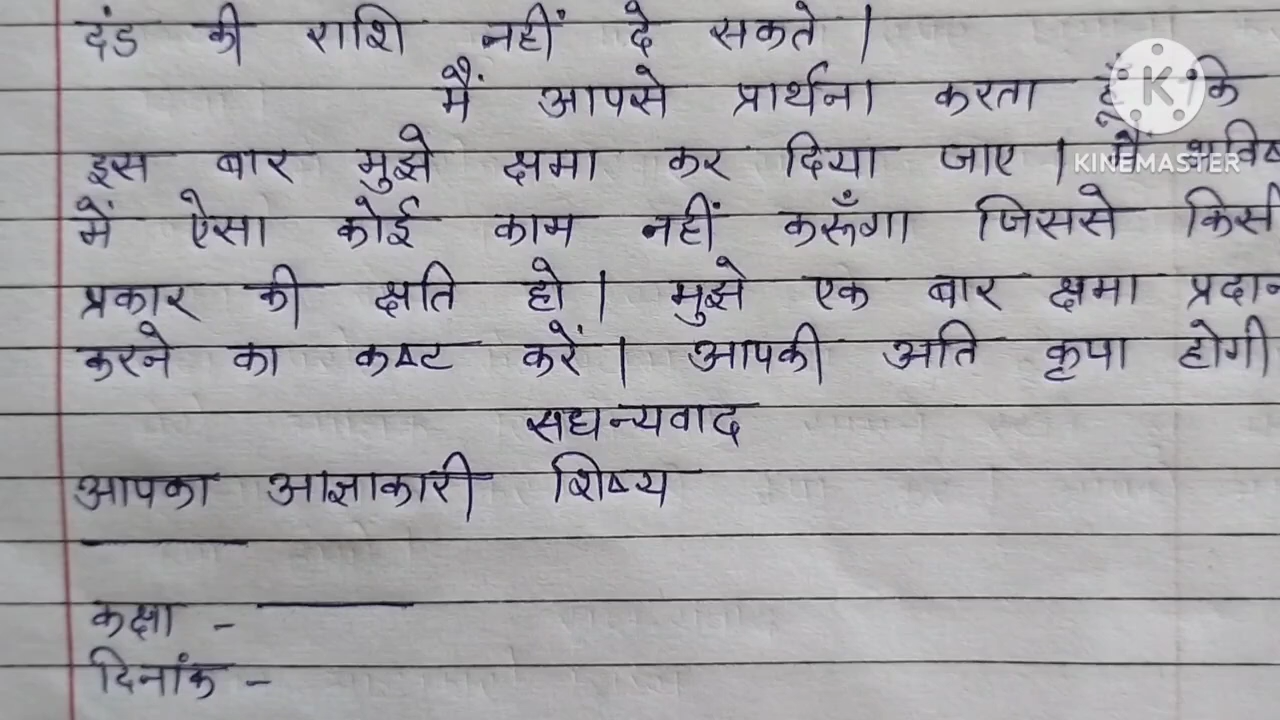 दंड की राशि नहीं दे सकते।
मैं आपसे प्रार्थना करता हूँ कि
इस बार मुझे क्षमा कर दिया जाए। मैं
में ऐसा कोई काम नहीं करूँगा जिससे
प्रकार की क्षति हो। मुझे एक बार क्षमा प्रदान
करने का कष्ट करें। आपकी अति कृपा होगी
सधन्यवाद
आपका आज्ञाकारी शिष्य
कक्षा -
दिनांक -
K
KINEMASTER